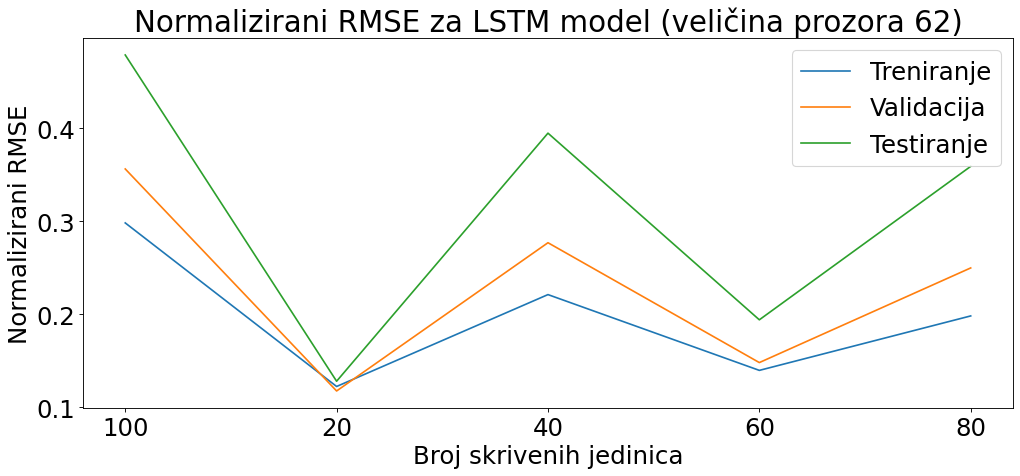 Normalizirani RMSE za LSTM model (veličina prozora 62)
Treniranje
Validacija
Testiranje
Normalizirani RMSE
0.4
0.3
0.2
0.1
100 20 40 60 80
Broj skrivenih jedinica